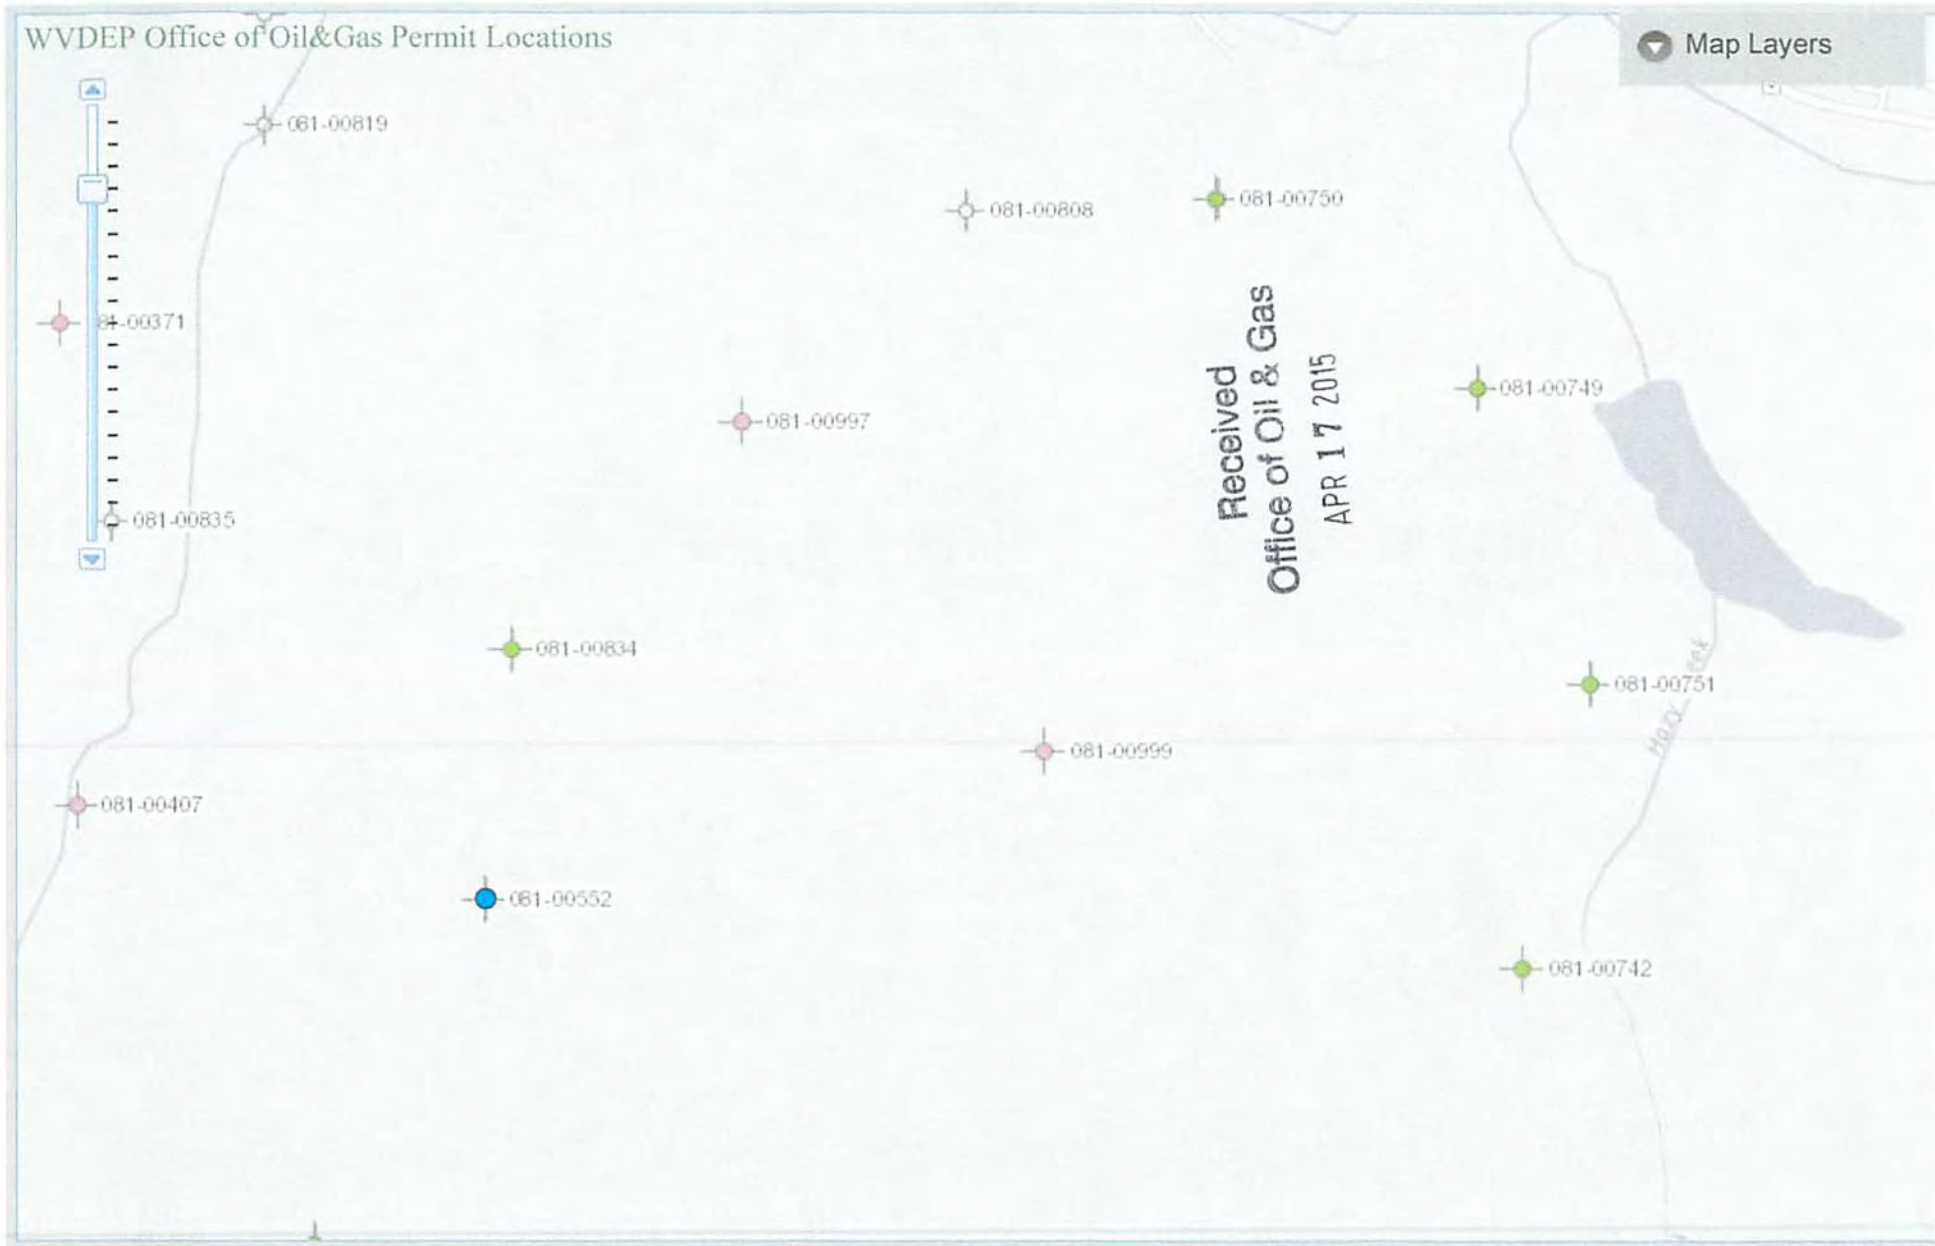 WVDEP Office of Oil&Gas Permit Locations
Map Layers
081-00819
081-00808
081-00750
81-00371
081-00749
081-00997
Received
Office of Oil & Gas
APR 17 2015
081-00835
081-00834
081-00751
Hazy
081-00999
081-00407
081-00552
081-00742